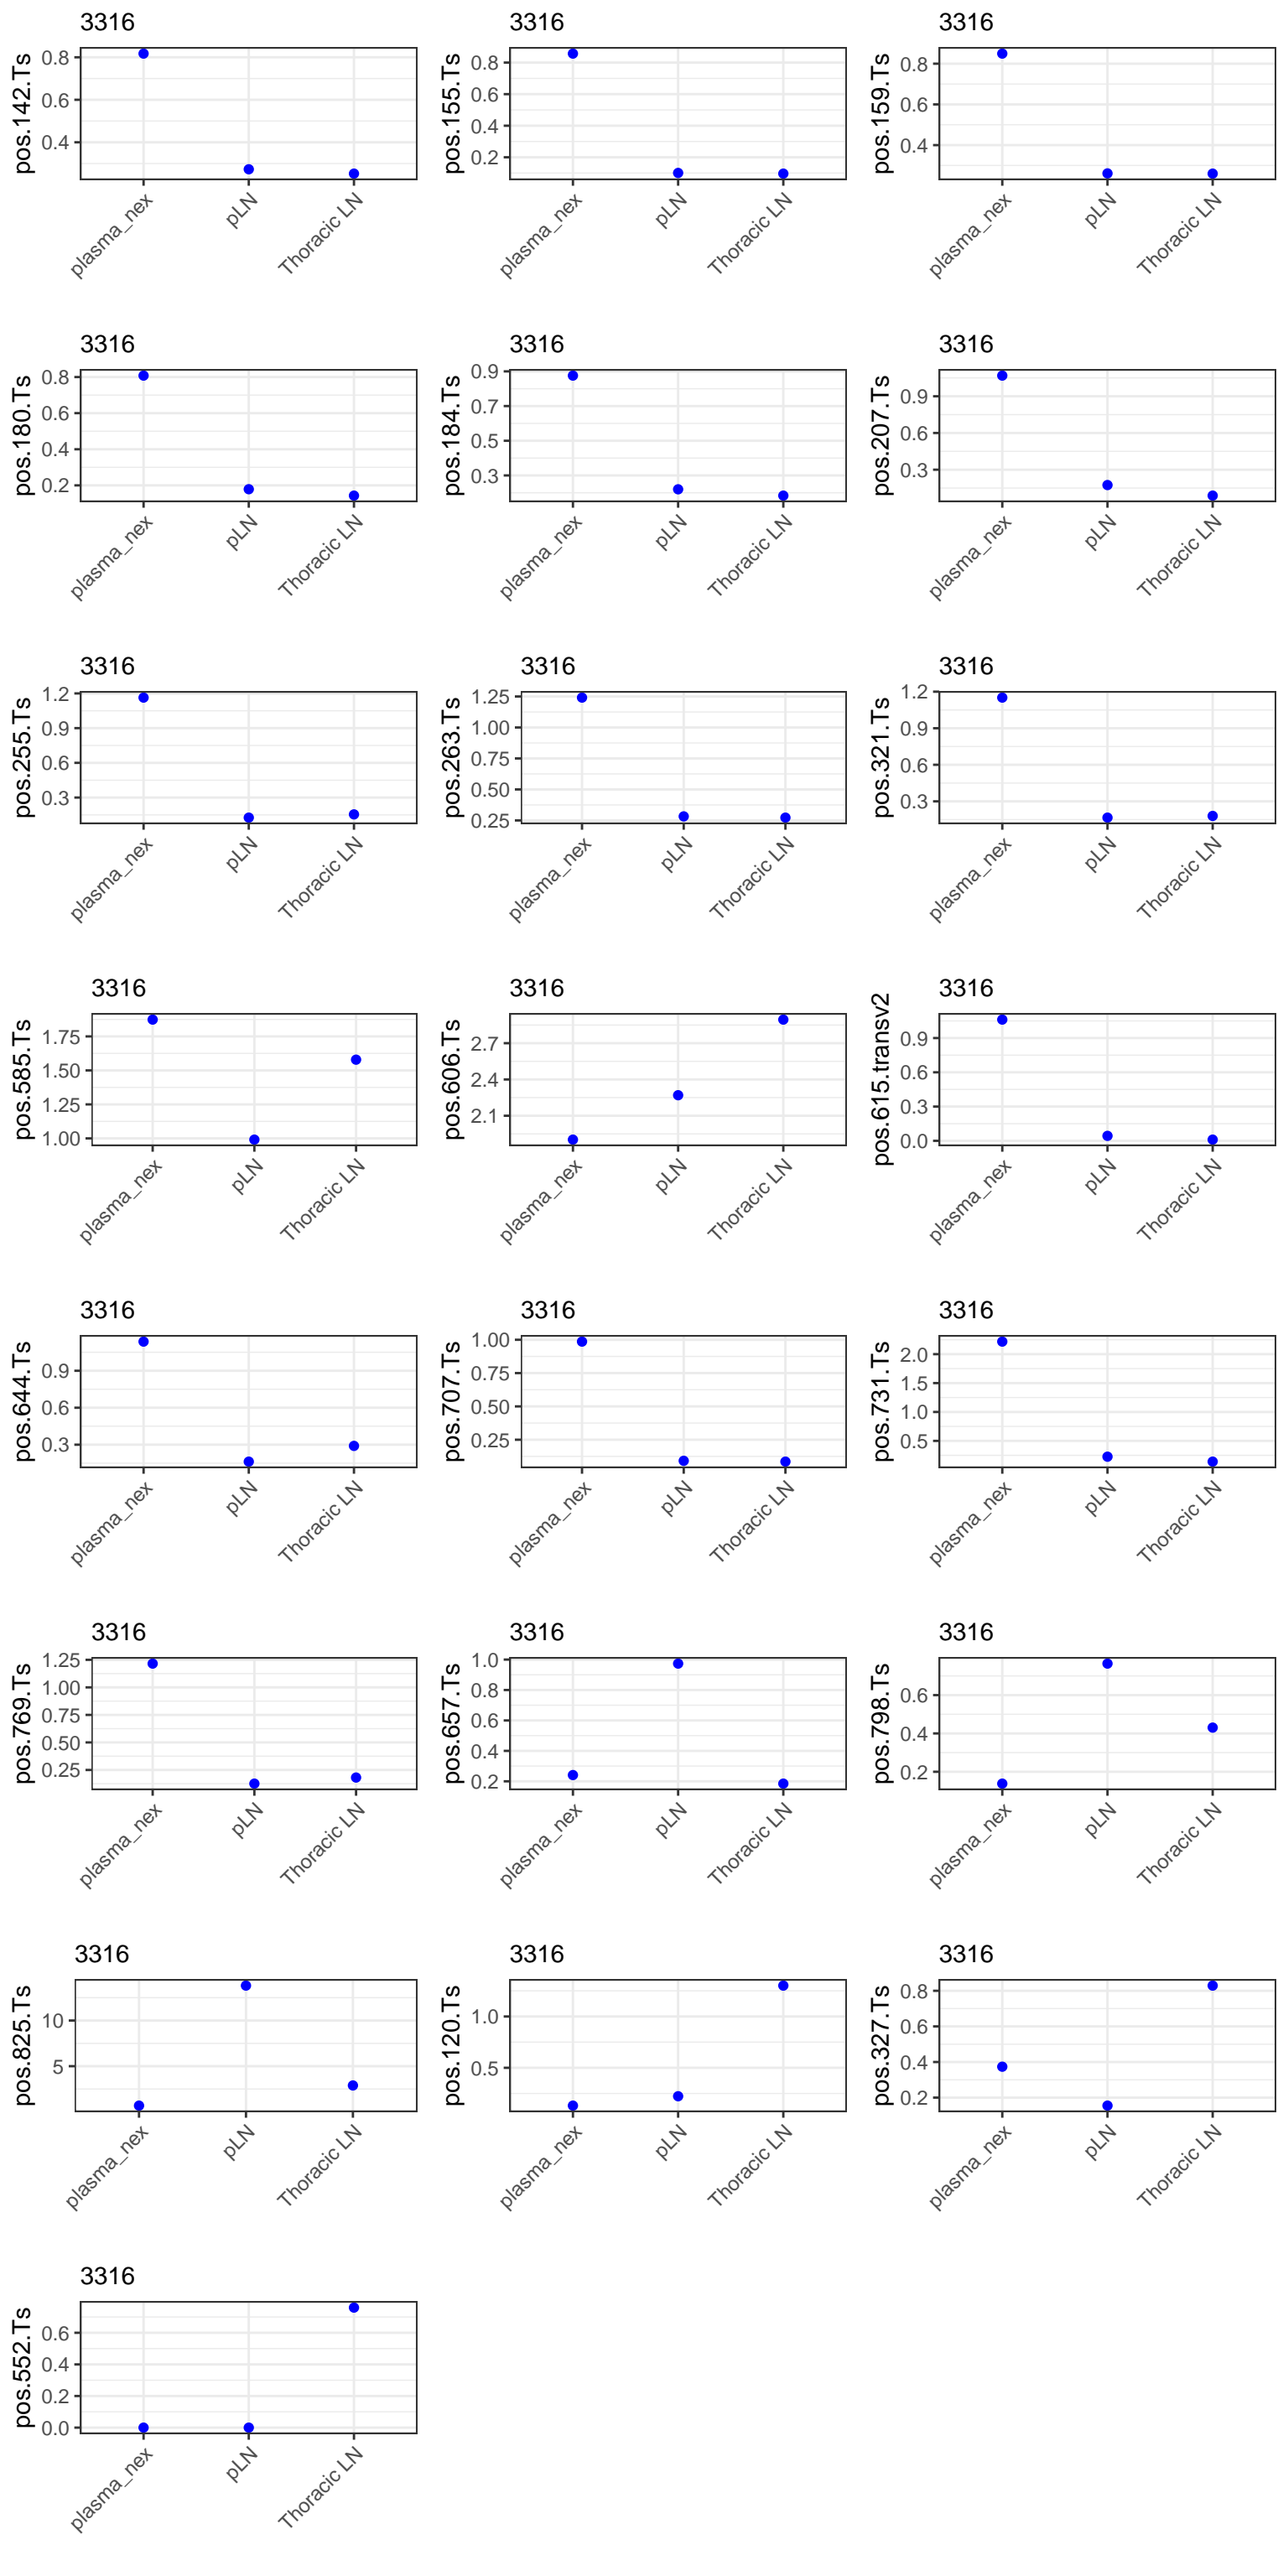 3316
pos.142.Ts
0.8
0.6
0.4
plasma_nex
pLN
Thoracic LN
3316
pos.155.Ts
0.8
0.6
0.4
0.2
plasma_nex
pLN
Thoracic LN
3316
pos.159.Ts
0.8
0.6
0.4
plasma_nex
pLN
Thoracic LN
3316
pos.180.Ts
0.8
0.6
0.4
0.2
plasma_nex
pLN
Thoracic LN
3316
pos.184.Ts
0.9
0.7
0.5
0.3
plasma_nex
pLN
Thoracic LN
3316
pos.207.Ts
0.9
0.6
0.3
plasma_nex
pLN
Thoracic LN
3316
pos.255.Ts
1.2
0.9
0.6
0.3
plasma_nex
pLN
Thoracic LN
3316
pos.263.Ts
1.25
1.00
0.75
0.50
0.25
plasma_nex
pLN
Thoracic LN
3316
pos.321.Ts
1.2
0.9
0.6
0.3
plasma_nex
pLN
Thoracic LN
3316
pos.585.Ts
1.75
1.50
1.25
1.00
plasma_nex
pLN
Thoracic LN
3316
pos.606.Ts
2.7
2.4
2.1
plasma_nex
pLN
Thoracic LN
3316
pos.615.transv2
0.9
0.6
0.3
0.0
plasma_nex
pLN
Thoracic LN
3316
pos.644.Ts
0.9
0.6
0.3
plasma_nex
pLN
Thoracic LN
3316
pos.707.Ts
1.00
0.75
0.50
0.25
plasma_nex
pLN
Thoracic LN
3316
pos.731.Ts
2.0
1.5
1.0
0.5
plasma_nex
pLN
Thoracic LN
3316
pos.769.Ts
1.25
1.00
0.75
0.50
0.25
plasma_nex
pLN
Thoracic LN
3316
pos.657.Ts
1.0
0.8
0.6
0.4
0.2
plasma_nex
pLN
Thoracic LN
3316
pos.798.Ts
0.6
0.4
0.2
plasma_nex
pLN
Thoracic LN
3316
pos.825.Ts
10
5
plasma_nex
pLN
Thoracic LN
3316
pos.120.Ts
1.0
0.5
plasma_nex
pLN
Thoracic LN
3316
pos.327.Ts
0.8
0.6
0.4
0.2
plasma_nex
pLN
Thoracic LN
3316
pos.552.Ts
0.6
0.4
0.2
0.0
plasma_nex
pLN
Thoracic LN